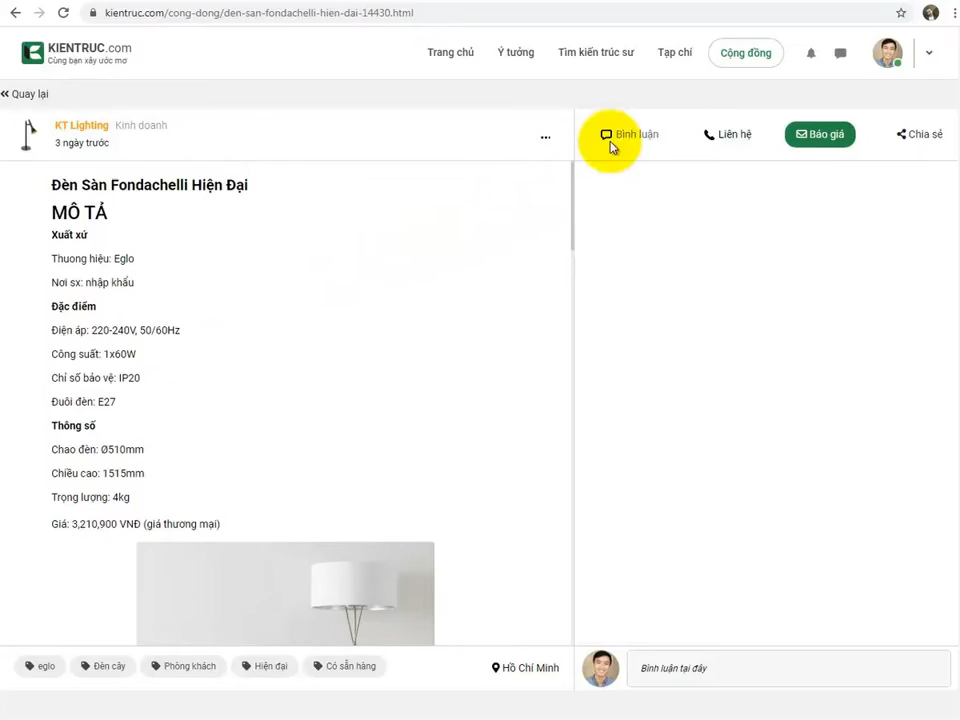 kientruc.com/cong-dong/den-san-fondachelli-hien-dai-14430.html
KIENTRUC.com
Cùng bạn xây ước mơ
Trang chủ
Ý tưởng
Tìm kiếm trúc sư
Tạp chí
Cộng đồng
Quay lại
KT Lighting Kinh doanh
3 ngày trước
...
Bình luận
Liên hệ
Báo giá
Chia sẻ
Đèn Sàn Fondachelli Hiện Đại
MÔ TẢ
Xuất xứ
Thuong hiệu: Eglo
Nơi sx: nhập khẩu
Đặc điểm
Điện áp: 220-240V, 50/60Hz
Công suất: 1x60W
Chỉ số bảo vệ: IP20
Đuôi đèn: E27
Thông số
Chao đèn: Ø510mm
Chiều cao: 1515mm
Trọng lượng: 4kg
Giá: 3,210,900 VNĐ (giá thương mại)
eglo
Đèn cây
Phòng khách
Hiện đại
Có sẵn hàng
Hồ Chí Minh
Bình luận tại đây